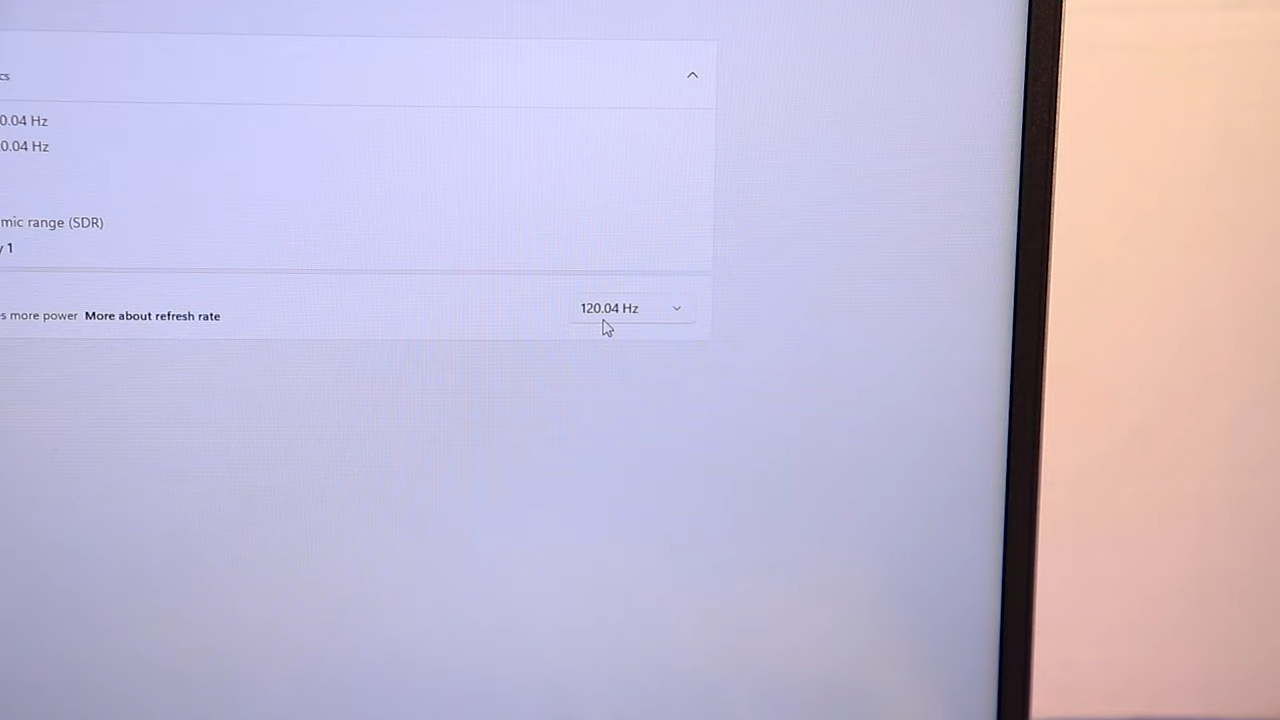 cs
0.04 Hz
0.04 Hz
mic range (SDR)
y 1
s more power More about refresh rate
120.04 Hz